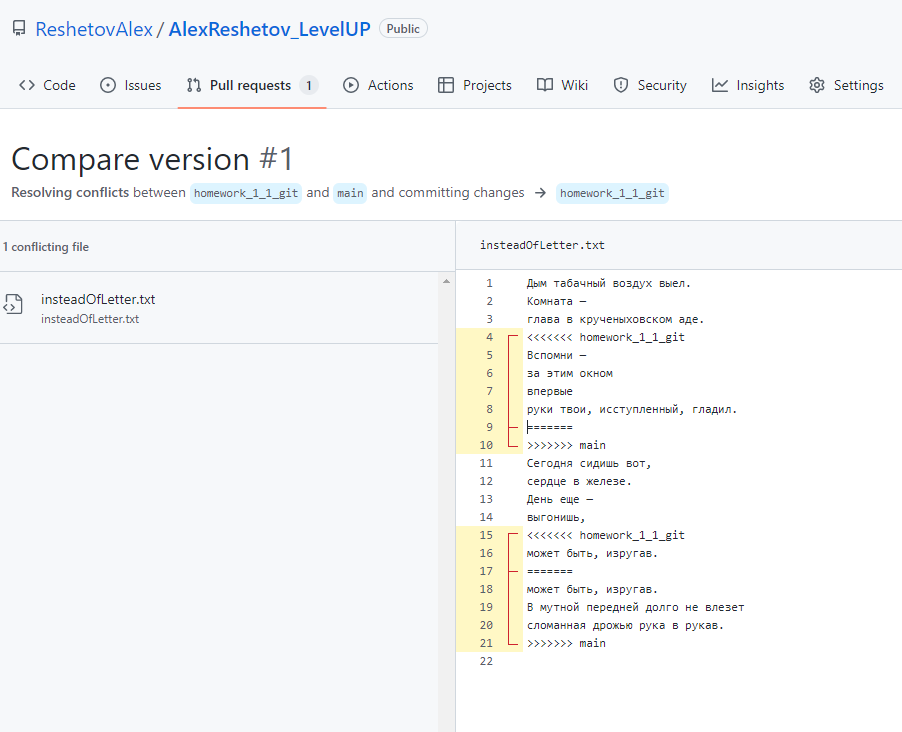 ReshetovAlex / AlexReshetov_LevelUP Public
Code Issues Pull requests 1 Actions Projects Wiki Security Insights Settings
Compare version #1
Resolving conflicts between homework_1_1_git and main and committing changes → homework_1_1_git
1 conflicting file
insteadOfLetter.txt
insteadOfLetter.txt
insteadOfLetter.txt
1 Дым табачный воздух выел.
2 Комната —
3 глава в крученыховском аде.
4 <<<<<<< homework_1_1_git
5 Вспомни —
6 за этим окном
7 впервые
8 руки твои, исступленный, гладил.
9 =======
10 >>>>>>> main
11 Сегодня сидишь вот,
12 сердце в железе.
13 День еще —
14 выгонишь,
15 <<<<<<< homework_1_1_git
16 может быть, изругав.
17 =======
18 может быть, изругав.
19 В мутной передней долго не влезет
20 сломанная дрожью рука в рукав.
21 >>>>>>> main
22